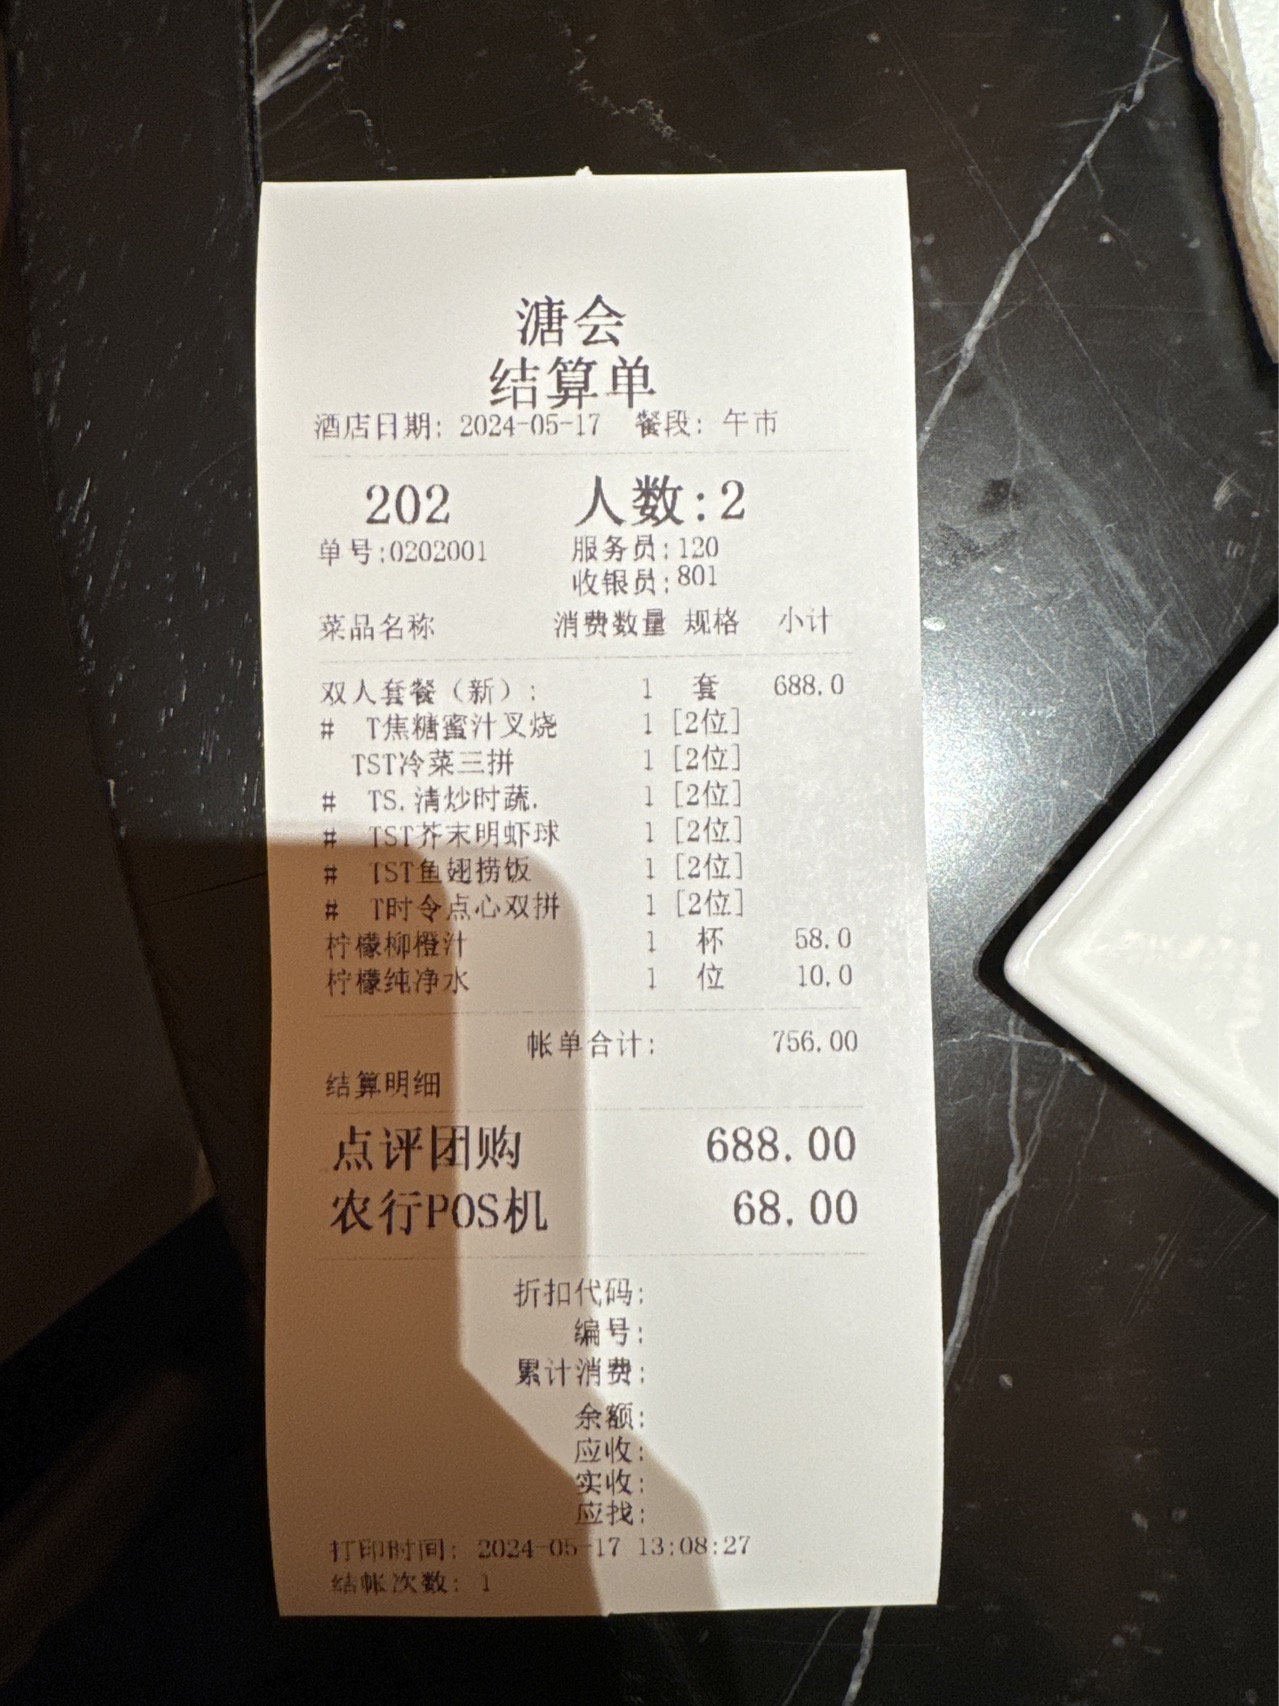 溏会
结算单
酒店日期: 2024-05-17 餐段: 午市
202 人数:2
单号:0202001 服务员:120
收银员:801
菜品名称 消费数量 规格 小计
双人套餐（新）: 1 套 688.0
# T焦糖蜜汁叉烧 1 [2位]
TST冷菜三拼 1 [2位]
# TS.清炒时蔬. 1 [2位]
# TST芥末明虾球 1 [2位]
# TST鱼翅捞饭 1 [2位]
# T时令点心双拼 1 [2位]
柠檬柳橙汁 1 杯 58.0
柠檬纯净水 1 位 10.0
帐单合计: 756.00
结算明细
点评团购 688.00
农行POS机 68.00
折扣代码:
编号:
累计消费:
余额:
应收:
实收:
应找:
打印时间: 2024-05-17 13:08:27
结帐次数: 1